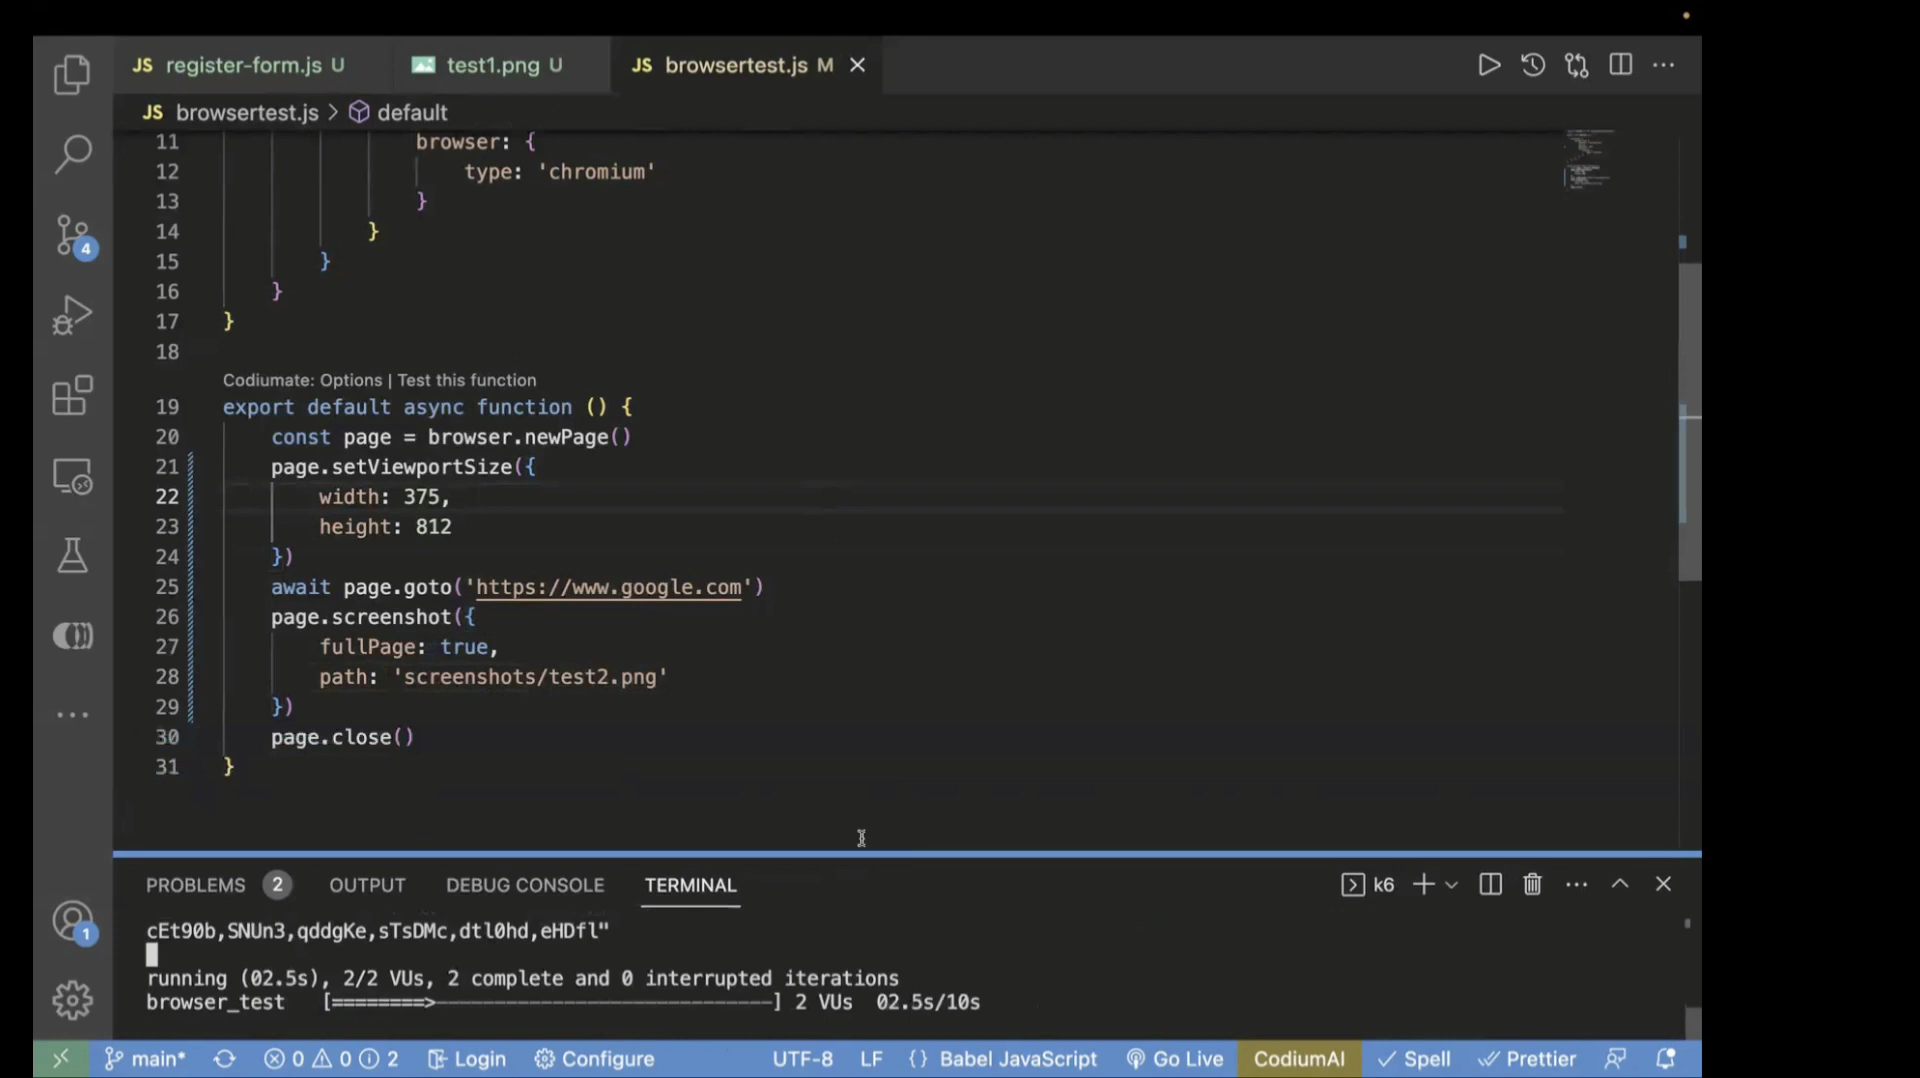 JS register-form.js U
test1.png U
JS browsertest.js M
JS browsertest.js > default
11 browser: {
12 type: 'chromium'
13 }
14 }
15 }
16 }
17 }
18
Codiumate: Options | Test this function
19 export default async function () {
20 const page = browser.newPage()
21 page.setViewportSize({
22 width: 375,
23 height: 812
24 })
25 await page.goto('https://www.google.com')
26 page.screenshot({
27 fullPage: true,
28 path: 'screenshots/test2.png'
29 })
30 page.close()
31 }
4
1
PROBLEMS 2 OUTPUT DEBUG CONSOLE TERMINAL k6
cEt90b,SNUn3,qddgKe,sTsDMc,dtl0hd,eHDfl"
running (02.5s), 2/2 VUs, 2 complete and 0 interrupted iterations
browser_test [========>--------------------------] 2 VUs 02.5s/10s
main* 0 0 2 Login Configure UTF-8 LF {} Babel JavaScript Go Live CodiumAI Spell Prettier